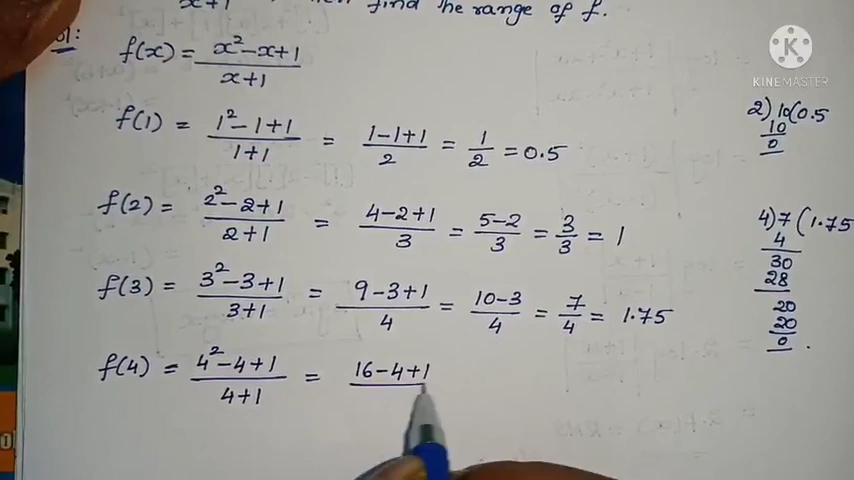 x+1 then find the range of f.
Sol:
f(x) = x²-x+1 / x+1
f(1) = 1²-1+1 / 1+1 = 1-1+1 / 2 = 1/2 = 0.5
f(2) = 2²-2+1 / 2+1 = 4-2+1 / 3 = 5-2 / 3 = 3/3 = 1
f(3) = 3²-3+1 / 3+1 = 9-3+1 / 4 = 10-3 / 4 = 7/4 = 1.75
f(4) = 4²-4+1 / 4+1 = 16-4+1
KINEMASTER
2) 10 (0.5
10
0
4) 7 (1.75
4
30
28
20
20
0.